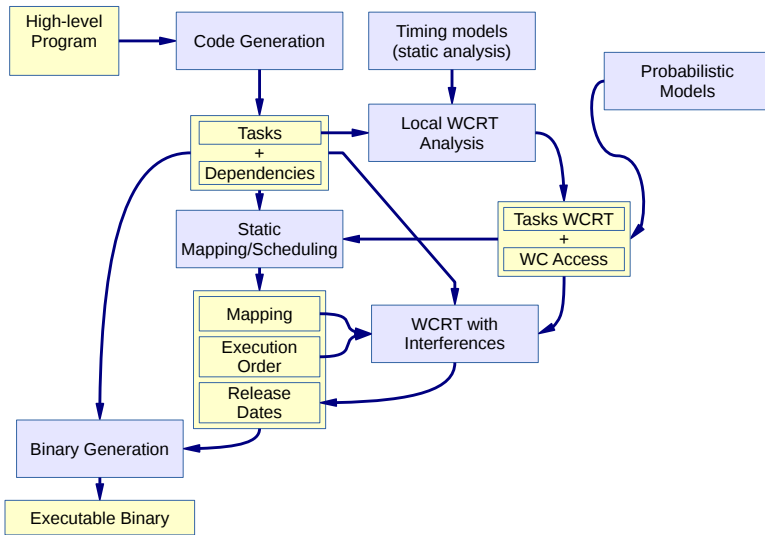 High-level
Program
Code Generation
Timing models
(static analysis)
Probabilistic
Models
Tasks
+
Dependencies
Local WCRT
Analysis
Static
Mapping/Scheduling
Tasks WCRT
+
WC Access
Mapping
Execution
Order
Release
Dates
WCRT with
Interferences
Binary Generation
Executable Binary